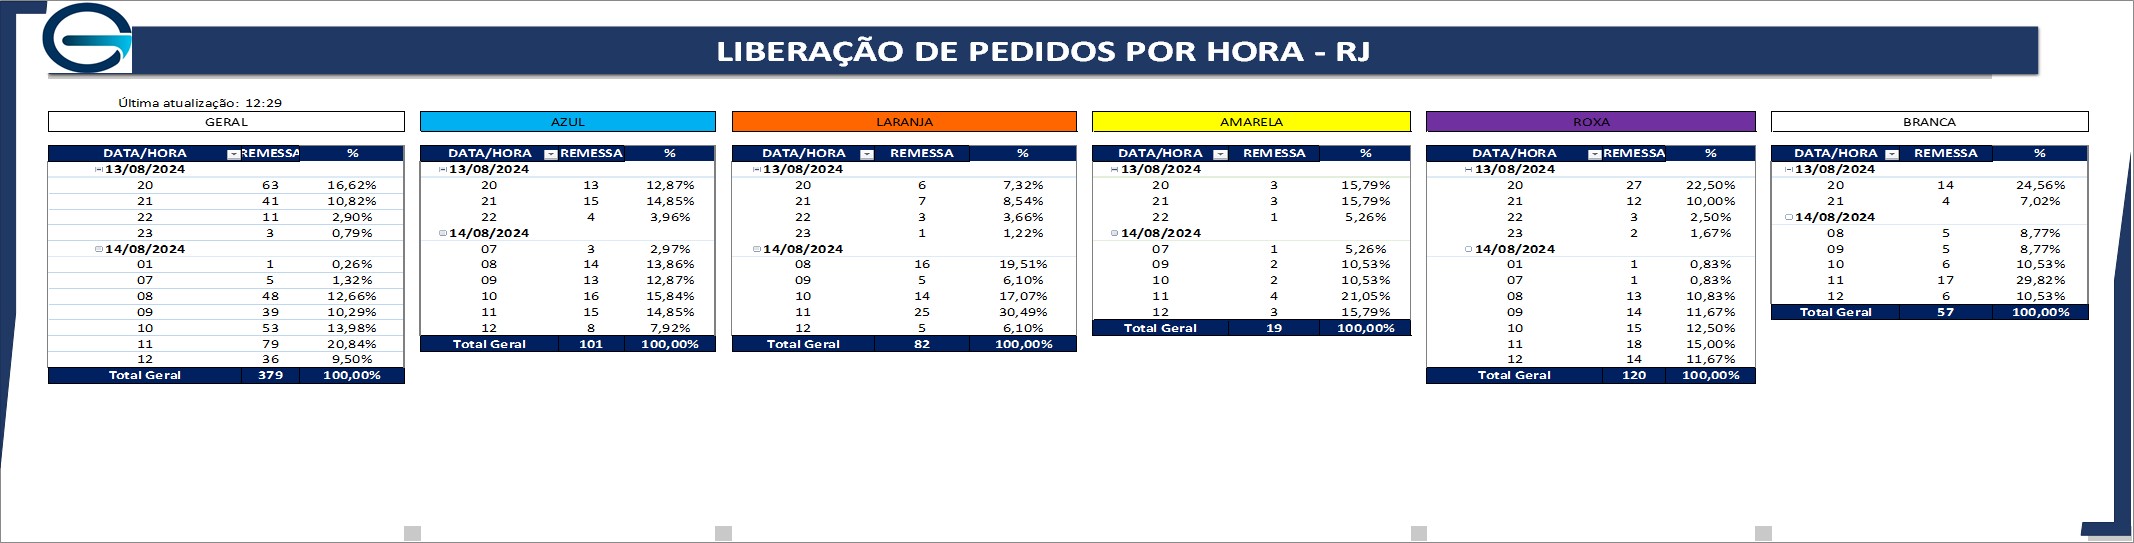 LIBERAÇÃO DE PEDIDOS POR HORA - RJ
Última atualização: 12:29
GERAL
DATA/HORA REMESSA %
13/08/2024
20 63 16,62%
21 41 10,82%
22 11 2,90%
23 3 0,79%
14/08/2024
01 1 0,26%
07 5 1,32%
08 48 12,66%
09 39 10,29%
10 53 13,98%
11 79 20,84%
12 36 9,50%
Total Geral 379 100,00%
AZUL
DATA/HORA REMESSA %
13/08/2024
20 13 12,87%
21 15 14,85%
22 4 3,96%
14/08/2024
07 3 2,97%
08 14 13,86%
09 13 12,87%
10 16 15,84%
11 15 14,85%
12 8 7,92%
Total Geral 101 100,00%
LARANJA
DATA/HORA REMESSA %
13/08/2024
20 6 7,32%
21 7 8,54%
22 3 3,66%
23 1 1,22%
14/08/2024
08 16 19,51%
09 5 6,10%
10 14 17,07%
11 25 30,49%
12 5 6,10%
Total Geral 82 100,00%
AMARELA
DATA/HORA REMESSA %
13/08/2024
20 3 15,79%
21 3 15,79%
22 1 5,26%
14/08/2024
07 1 5,26%
09 2 10,53%
10 2 10,53%
11 4 21,05%
12 3 15,79%
Total Geral 19 100,00%
ROXA
DATA/HORA REMESSA %
13/08/2024
20 27 22,50%
21 12 10,00%
22 3 2,50%
23 2 1,67%
14/08/2024
01 1 0,83%
07 1 0,83%
08 13 10,83%
09 14 11,67%
10 15 12,50%
11 18 15,00%
12 14 11,67%
Total Geral 120 100,00%
BRANCA
DATA/HORA REMESSA %
13/08/2024
20 14 24,56%
21 4 7,02%
14/08/2024
08 5 8,77%
09 5 8,77%
10 6 10,53%
11 17 29,82%
12 6 10,53%
Total Geral 57 100,00%